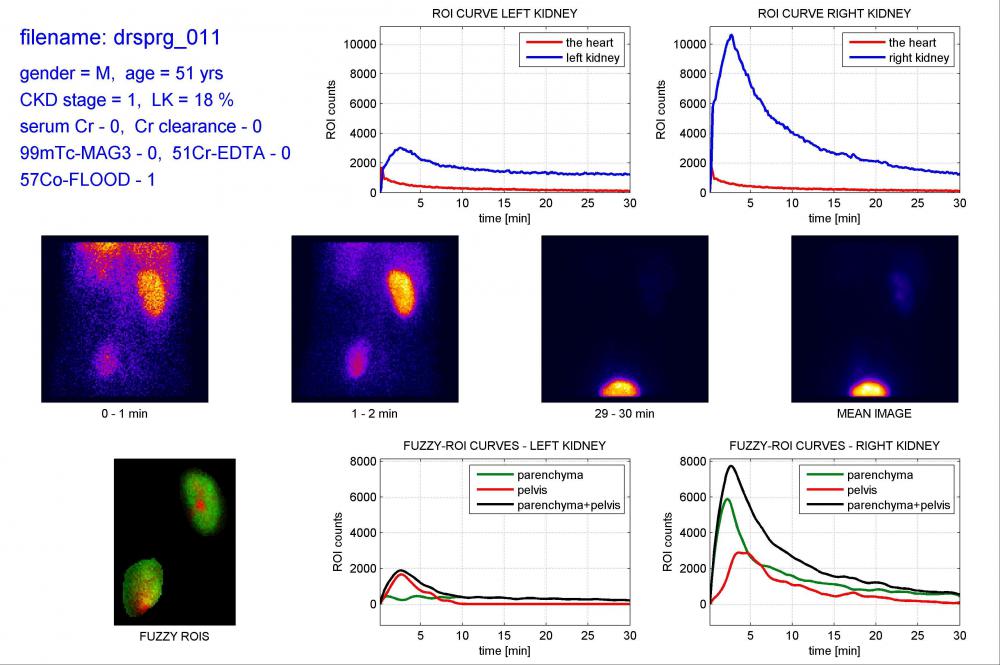 filename: drsprg_011
gender = M,  age = 51 yrs
CKD stage = 1,  LK = 18 %
serum Cr - 0,  Cr clearance - 0
99mTc-MAG3 - 0,  51Cr-EDTA - 0
57Co-FLOOD - 1
ROI CURVE LEFT KIDNEY
10000
8000
6000
4000
2000
0
ROI counts
the heart
left kidney
5 10 15 20 25 30
time [min]
ROI CURVE RIGHT KIDNEY
10000
8000
6000
4000
2000
0
ROI counts
the heart
right kidney
5 10 15 20 25 30
time [min]
0 - 1 min
1 - 2 min
29 - 30 min
MEAN IMAGE
FUZZY ROIS
FUZZY-ROI CURVES - LEFT KIDNEY
8000
6000
4000
2000
0
ROI counts
parenchyma
pelvis
parenchyma+pelvis
5 10 15 20 25 30
time [min]
FUZZY-ROI CURVES - RIGHT KIDNEY
8000
6000
4000
2000
0
ROI counts
parenchyma
pelvis
parenchyma+pelvis
5 10 15 20 25 30
time [min]